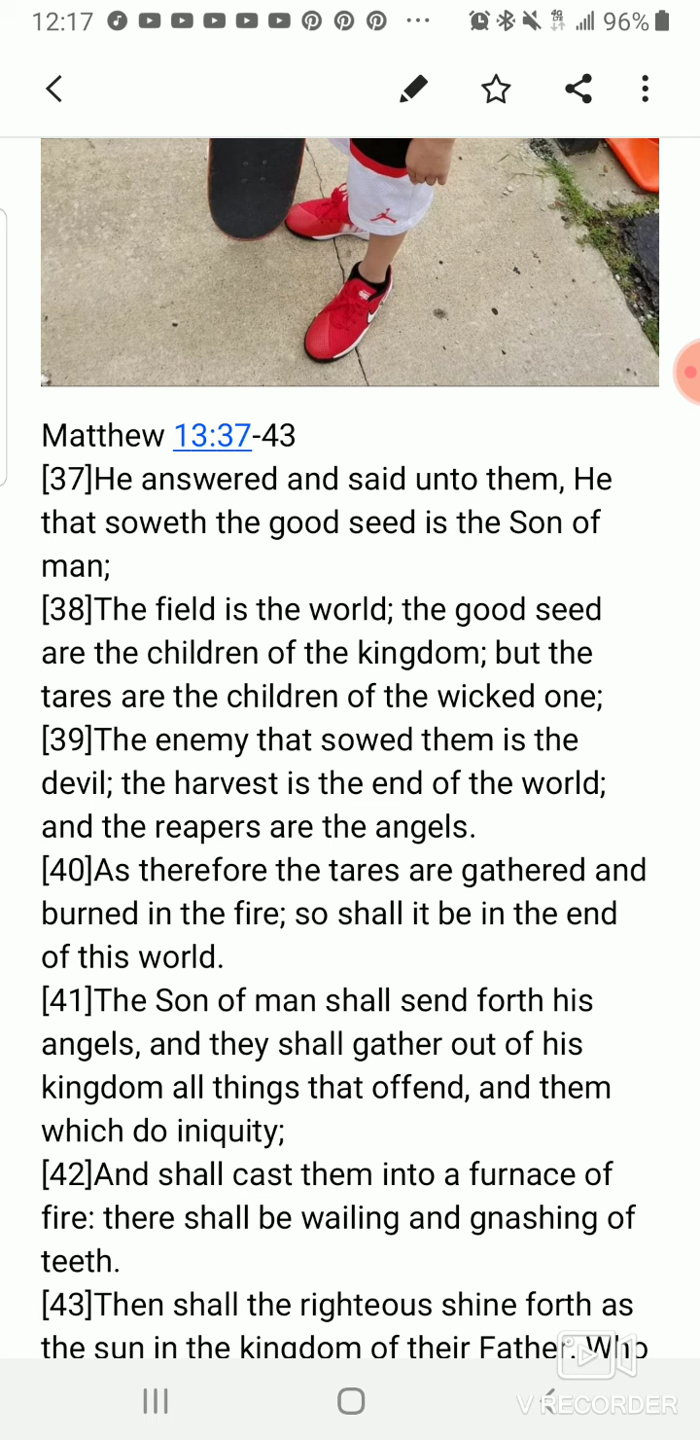 12:17
4G
96%
Matthew 13:37-43
[37]He answered and said unto them, He
that soweth the good seed is the Son of
man;
[38]The field is the world; the good seed
are the children of the kingdom; but the
tares are the children of the wicked one;
[39]The enemy that sowed them is the
devil; the harvest is the end of the world;
and the reapers are the angels.
[40]As therefore the tares are gathered and
burned in the fire; so shall it be in the end
of this world.
[41]The Son of man shall send forth his
angels, and they shall gather out of his
kingdom all things that offend, and them
which do iniquity;
[42]And shall cast them into a furnace of
fire: there shall be wailing and gnashing of
teeth.
[43]Then shall the righteous shine forth as
the sun in the kingdom of their Father. Who
V RECORDER